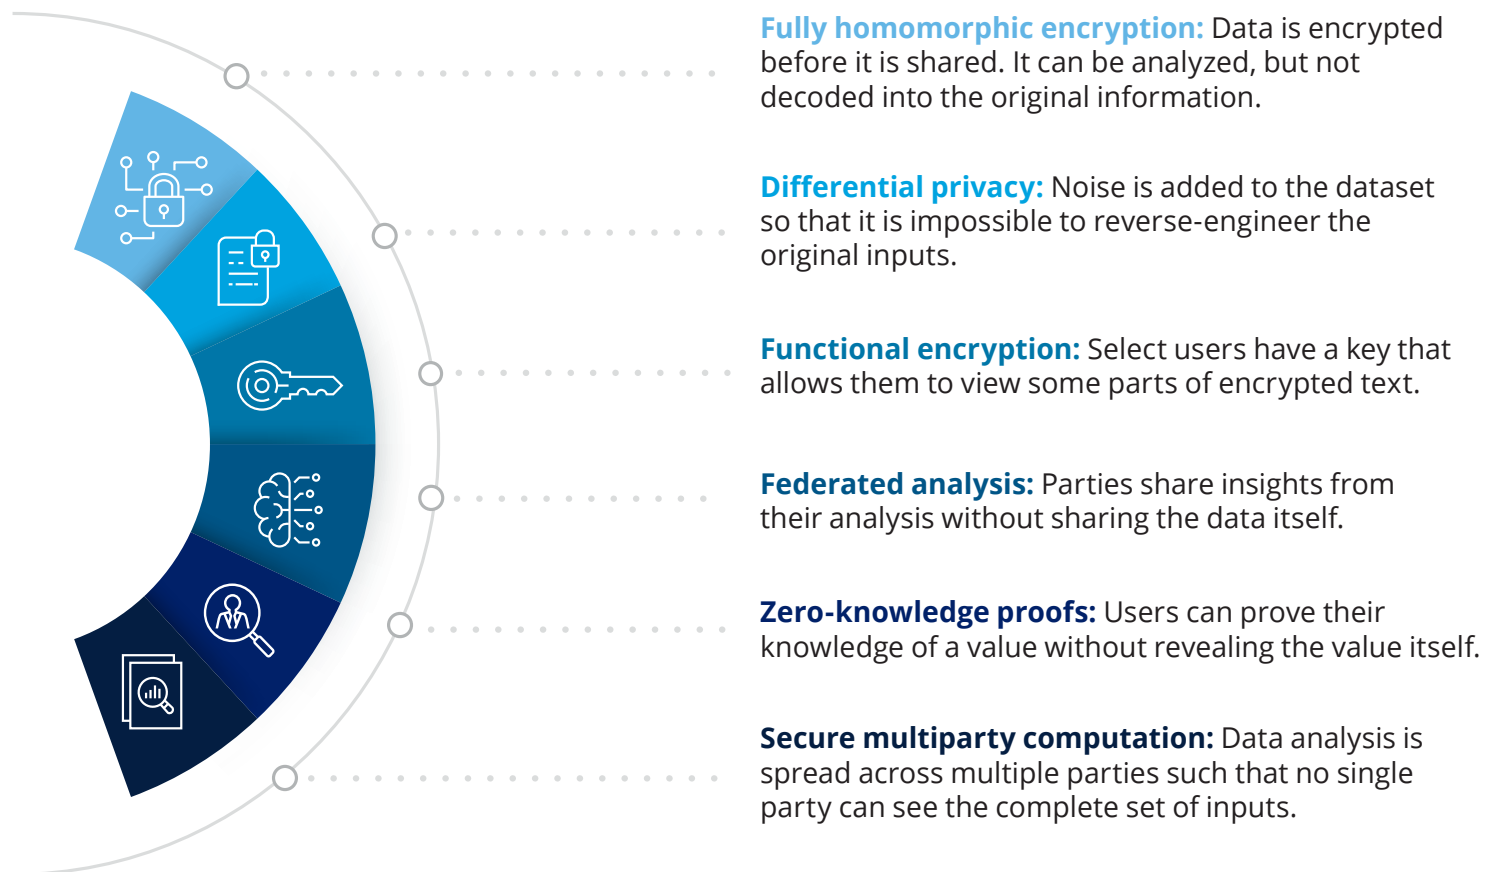 Fully homomorphic encryption: Data is encrypted
before it is shared. It can be analyzed, but not
decoded into the original information.
Differential privacy: Noise is added to the dataset
so that it is impossible to reverse-engineer the
original inputs.
Functional encryption: Select users have a key that
allows them to view some parts of encrypted text.
Federated analysis: Parties share insights from
their analysis without sharing the data itself.
Zero-knowledge proofs: Users can prove their
knowledge of a value without revealing the value itself.
Secure multiparty computation: Data analysis is
spread across multiple parties such that no single
party can see the complete set of inputs.